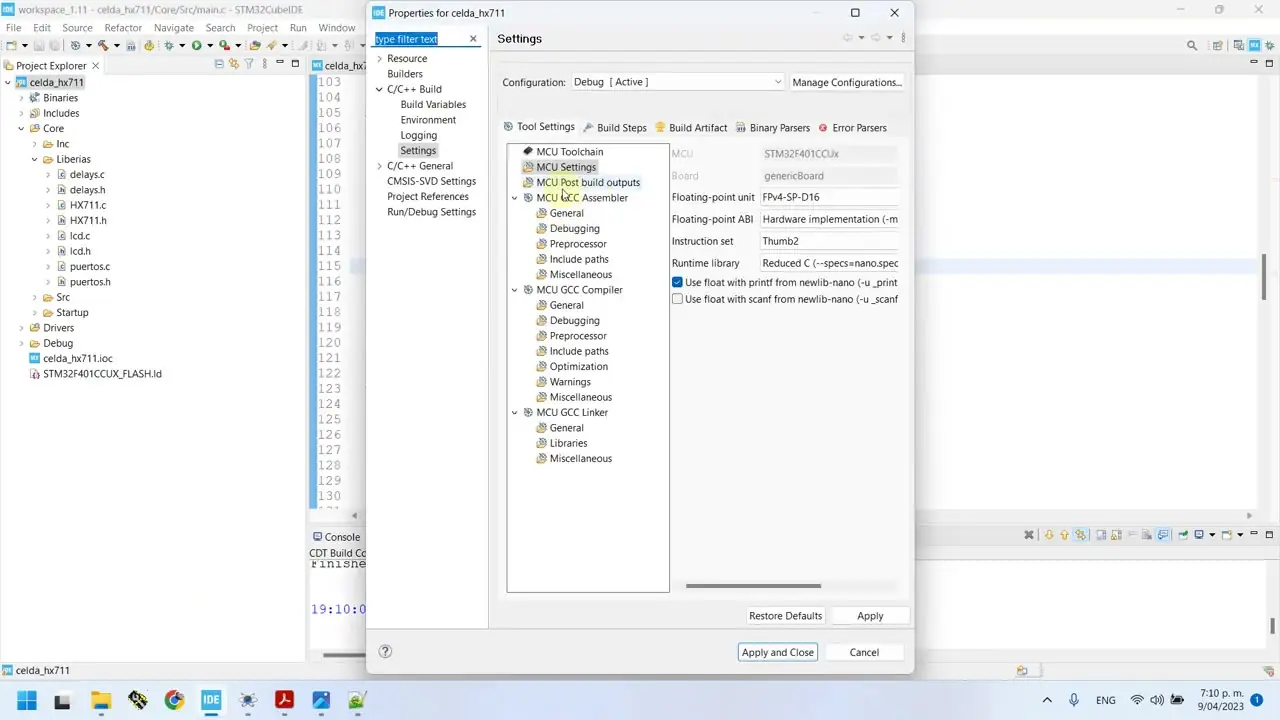 workspace_1.11 - celda_hx711/Core/Src/main.c - STM32CubeIDE
File Edit Source Refactor Navigate Search Project Run Window
Project Explorer
celda_hx711
Binaries
Includes
Core
Inc
Liberias
delays.c
delays.h
HX711.c
HX711.h
lcd.c
lcd.h
puertos.c
puertos.h
Src
Startup
Drivers
Debug
celda_hx711.ioc
STM32F401CCUX_FLASH.ld
103
104
105
106
107
108
109
110
111
112
113
114
115
116
117
118
119
120
121
122
123
124
125
126
127
128
129
130
Console
CDT Build Co
19:10:0
Properties for celda_hx711
type filter text
Resource
Builders
C/C++ Build
Build Variables
Environment
Logging
Settings
C/C++ General
CMSIS-SVD Settings
Project References
Run/Debug Settings
Settings
Configuration: Debug [ Active ] Manage Configurations...
Tool Settings Build Steps Build Artifact Binary Parsers Error Parsers
MCU Toolchain
MCU Settings
MCU Post build outputs
MCU GCC Assembler
General
Debugging
Preprocessor
Include paths
Miscellaneous
MCU GCC Compiler
General
Debugging
Preprocessor
Include paths
Optimization
Warnings
Miscellaneous
MCU GCC Linker
General
Libraries
Miscellaneous
MCU STM32F401CCUx
Board genericBoard
Floating-point unit FPv4-SP-D16
Floating-point ABI Hardware implementation (-m
Instruction set Thumb2
Runtime library Reduced C (--specs=nano.spec
Use float with printf from newlib-nano (-u _print
Use float with scanf from newlib-nano (-u _scanf
Restore Defaults Apply
Apply and Close Cancel
celda_hx711
IDE
ENG
7:10 p. m.
9/04/2023
1